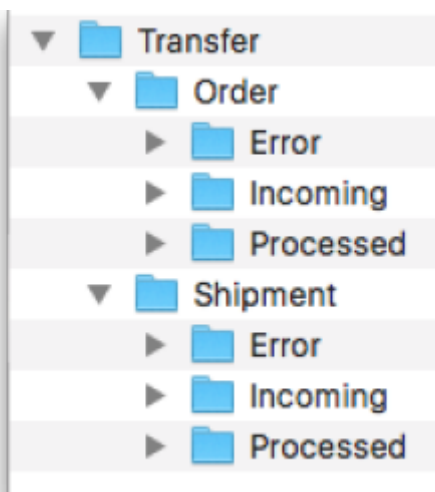 Transfer
Order
Error
Incoming
Processed
Shipment
Error
Incoming
Processed